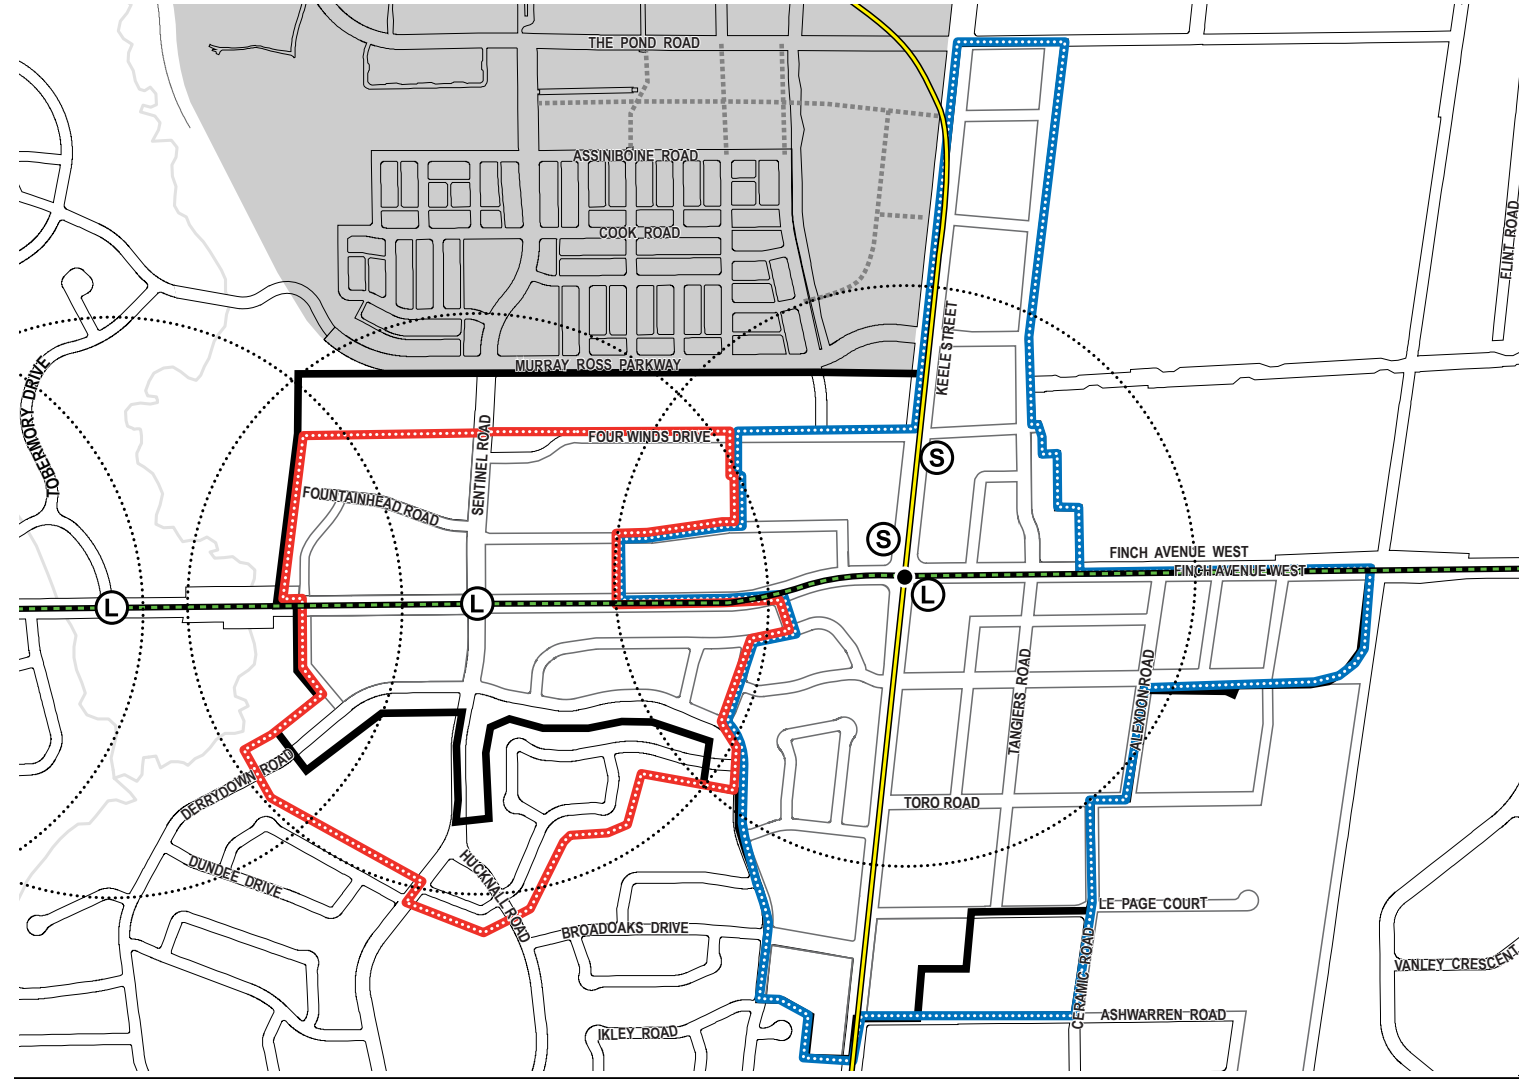 THE POND ROAD
ASSINIBOINE ROAD
COOK ROAD
FLINT ROAD
KEELE STREET
MURRAY ROSS PARKWAY
TOBERMORY DRIVE
SENTINEL ROAD
FOUR WINDS DRIVE
S
FOUNTAINHEAD ROAD
S
FINCH AVENUE WEST
FINCH AVENUE WEST
L
L
L
TANGIERS ROAD
ALEXDON ROAD
DERRYDOWN ROAD
TORO ROAD
DUNDEE DRIVE
HUCKNALL ROAD
LE PAGE COURT
BROADOAKS DRIVE
CERAMIC ROAD
VANLEY CRESCENT
ASHWARREN ROAD
IKLEY ROAD